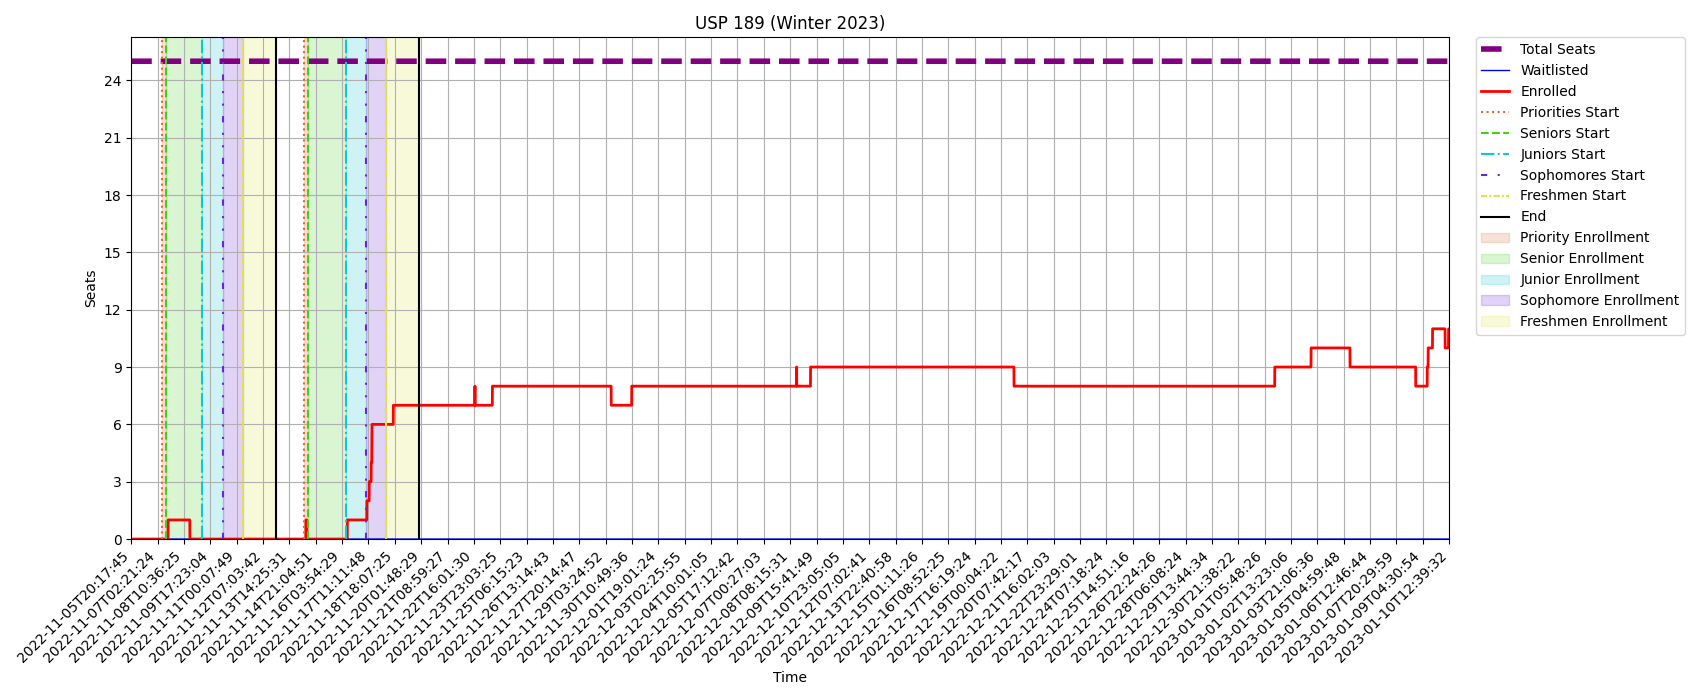 USP 189 (Winter 2023)
Seats
24
21
18
15
12
9
6
3
0
2022-11-05T20:17:45
2022-11-07T02:21:24
2022-11-08T10:36:25
2022-11-09T17:23:04
2022-11-11T00:07:49
2022-11-12T07:03:42
2022-11-13T14:25:31
2022-11-14T21:04:51
2022-11-16T03:54:29
2022-11-17T11:11:48
2022-11-18T18:07:25
2022-11-20T01:48:29
2022-11-21T08:59:27
2022-11-22T16:01:30
2022-11-23T23:03:25
2022-11-25T06:15:23
2022-11-26T13:14:43
2022-11-27T20:14:47
2022-11-29T03:24:52
2022-11-30T10:49:36
2022-12-01T19:01:24
2022-12-03T02:25:55
2022-12-04T10:01:05
2022-12-05T17:12:42
2022-12-07T00:27:03
2022-12-08T08:15:31
2022-12-09T15:41:49
2022-12-10T23:05:05
2022-12-12T07:02:41
2022-12-13T22:40:58
2022-12-15T01:11:26
2022-12-16T08:52:25
2022-12-17T16:19:24
2022-12-19T00:04:22
2022-12-20T07:42:17
2022-12-21T16:02:03
2022-12-22T23:29:01
2022-12-24T07:18:24
2022-12-25T14:51:16
2022-12-26T22:24:26
2022-12-28T06:08:24
2022-12-29T13:44:34
2022-12-30T21:38:22
2023-01-01T05:48:26
2023-01-02T13:23:06
2023-01-03T21:06:36
2023-01-05T04:59:48
2023-01-06T12:46:44
2023-01-07T20:29:59
2023-01-09T04:30:54
2023-01-10T12:39:32
Time
Total Seats
Waitlisted
Enrolled
Priorities Start
Seniors Start
Juniors Start
Sophomores Start
Freshmen Start
End
Priority Enrollment
Senior Enrollment
Junior Enrollment
Sophomore Enrollment
Freshmen Enrollment